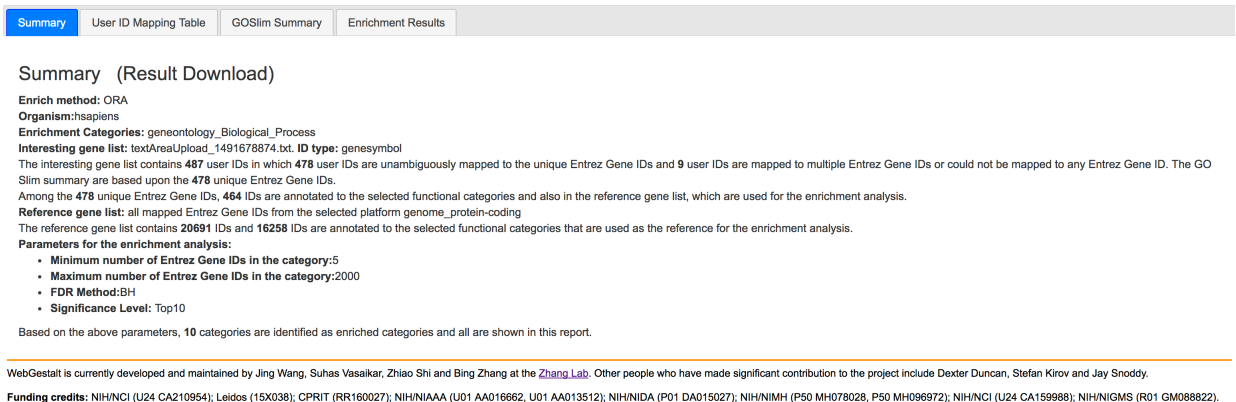 Summary User ID Mapping Table GOSlim Summary Enrichment Results
Summary (Result Download)
Enrich method: ORA
Organism:hsapiens
Enrichment Categories: geneontology_Biological_Process
Interesting gene list: textAreaUpload_1491678874.txt. ID type: genesymbol
The interesting gene list contains 487 user IDs in which 478 user IDs are unambiguously mapped to the unique Entrez Gene IDs and 9 user IDs are mapped to multiple Entrez Gene IDs or could not be mapped to any Entrez Gene ID. The GO
Slim summary are based upon the 478 unique Entrez Gene IDs.
Among the 478 unique Entrez Gene IDs, 464 IDs are annotated to the selected functional categories and also in the reference gene list, which are used for the enrichment analysis.
Reference gene list: all mapped Entrez Gene IDs from the selected platform genome_protein-coding
The reference gene list contains 20691 IDs and 16258 IDs are annotated to the selected functional categories that are used as the reference for the enrichment analysis.
Parameters for the enrichment analysis:
• Minimum number of Entrez Gene IDs in the category:5
• Maximum number of Entrez Gene IDs in the category:2000
• FDR Method:BH
• Significance Level: Top10
Based on the above parameters, 10 categories are identified as enriched categories and all are shown in this report.
WebGestalt is currently developed and maintained by Jing Wang, Suhas Vasaikar, Zhiao Shi and Bing Zhang at the Zhang Lab. Other people who have made significant contribution to the project include Dexter Duncan, Stefan Kirov and Jay Snoddy.
Funding credits: NIH/NCI (U24 CA210954); Leidos (15X038); CPRIT (RR160027); NIH/NIAAA (U01 AA016662, U01 AA013512); NIH/NIDA (P01 DA015027); NIH/NIMH (P50 MH078028, P50 MH096972); NIH/NCI (U24 CA159988); NIH/NIGMS (R01 GM088822).